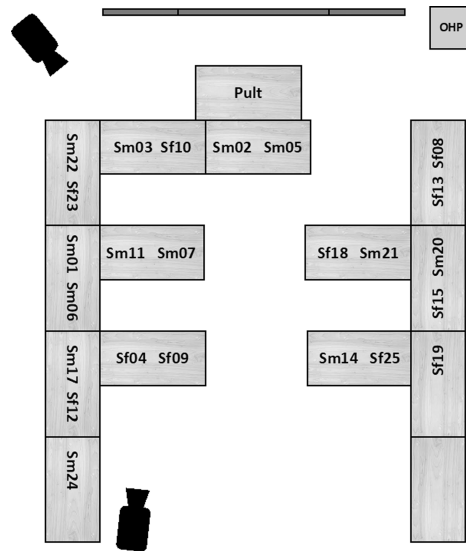 OHP
Pult
Sm22 Sf23
Sm03 Sf10
Sm02 Sm05
Sf13 Sf08
Sm01 Sm06
Sm11 Sm07
Sf18 Sm21
Sf15 Sm20
Sm17 Sf12
Sf04 Sf09
Sm14 Sf25
Sf19
Sm24